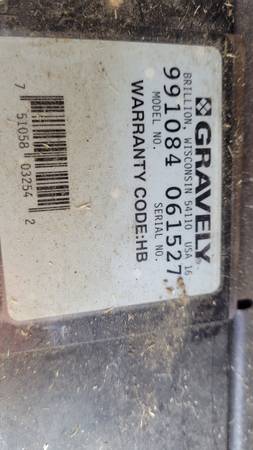 GRAVELY
BRILLION, WISCONSIN 54110 USA 16
991084 061527
MODEL NO. SERIAL NO.
WARRANTY CODE:HB
7 51058 03254 2